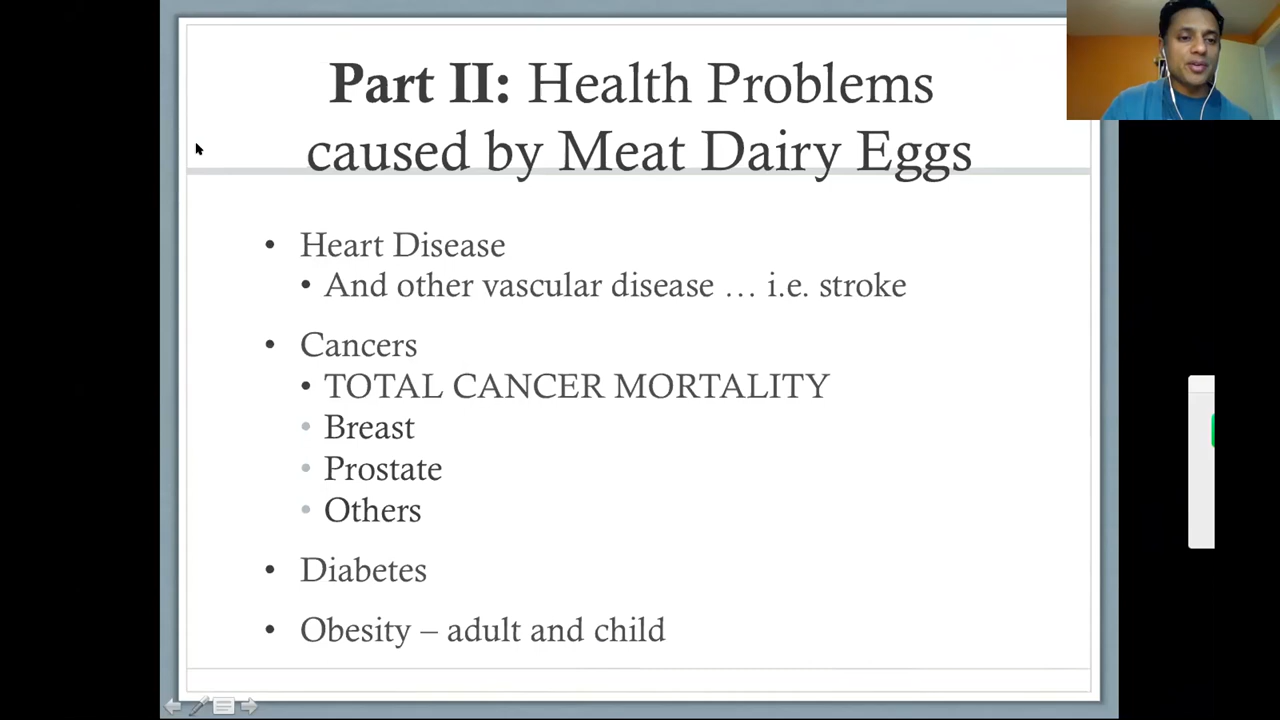 Part II: Health Problems
caused by Meat Dairy Eggs
• Heart Disease
• And other vascular disease … i.e. stroke
• Cancers
• TOTAL CANCER MORTALITY
• Breast
• Prostate
• Others
• Diabetes
• Obesity – adult and child